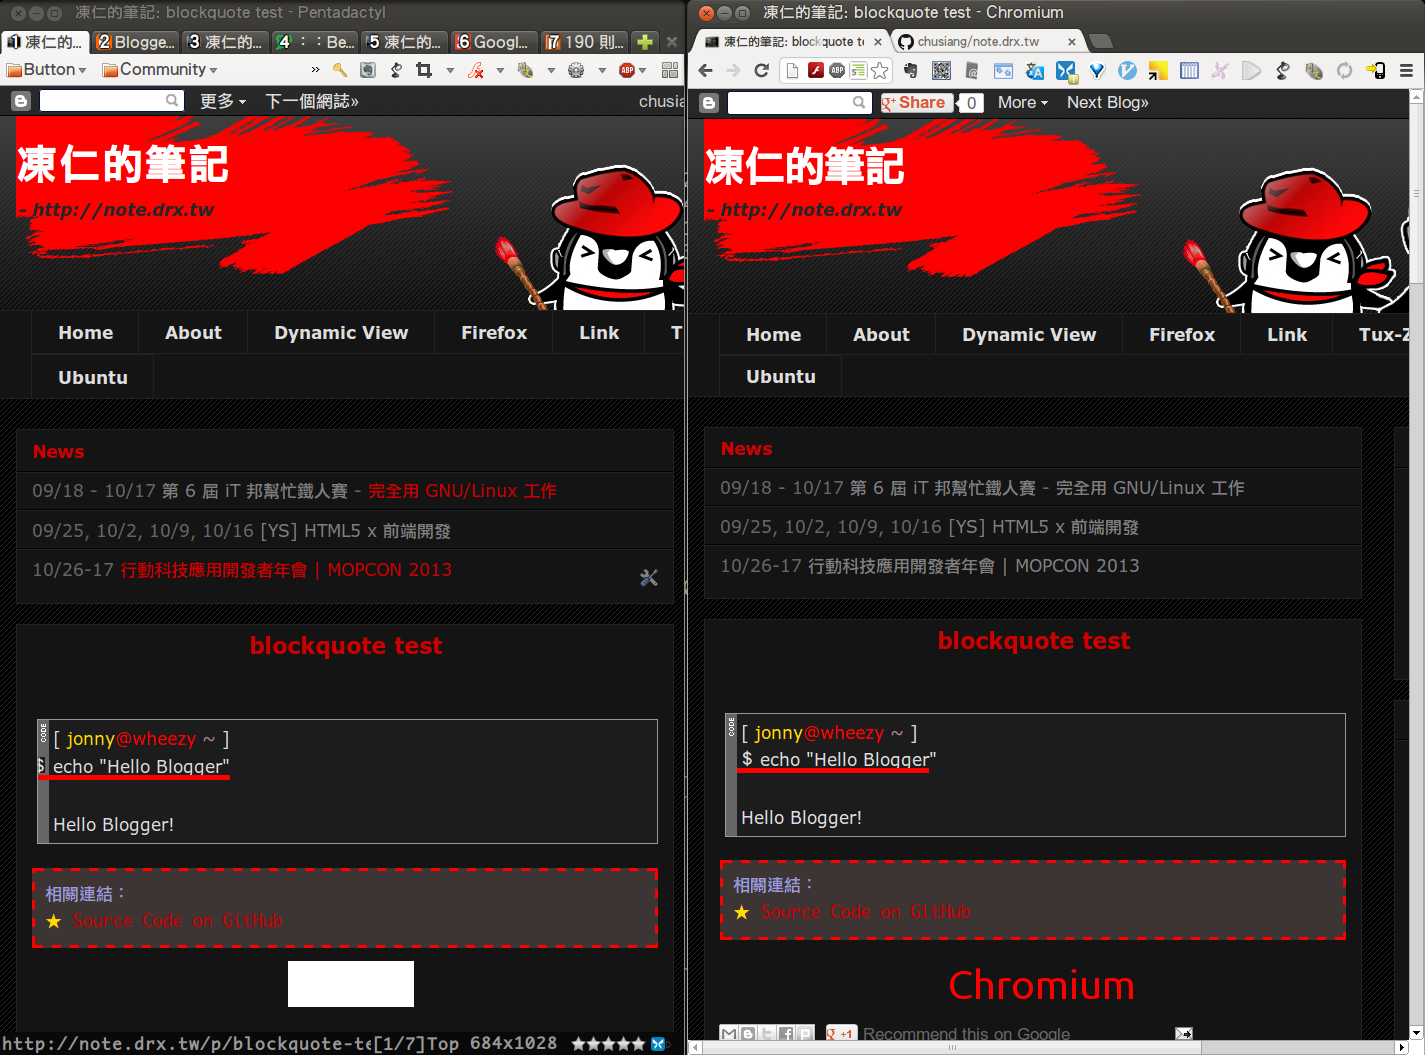 凍仁的筆記: blockquote test - Pentadactyl
1 凍仁的...
2 Blogge...
3 凍仁的...
4 ：：Be...
5 凍仁的...
6 Googl...
7 190 則...
Button
Community
»
ABP
更多
下一個網誌»
chusia
凍仁的筆記
- http://note.drx.tw
Home
About
Dynamic View
Firefox
Link
T
Ubuntu
News
09/18 - 10/17 第 6 屆 iT 邦幫忙鐵人賽 - 完全用 GNU/Linux 工作
09/25, 10/2, 10/9, 10/16 [YS] HTML5 x 前端開發
10/26-17 行動科技應用開發者年會 | MOPCON 2013
blockquote test
CODE
[ jonny@wheezy ~ ]
$ echo "Hello Blogger"
Hello Blogger!
相關連結：
★ Source Code on GitHub
http://note.drx.tw/p/blockquote-te[1/7]Top 684x1028
凍仁的筆記: blockquote test - Chromium
凍仁的筆記: blockquote te
chusiang/note.drx.tw
ABP
Share
0
More
Next Blog»
凍仁的筆記
- http://note.drx.tw
Home
About
Dynamic View
Firefox
Link
Tux-Z
Ubuntu
News
09/18 - 10/17 第 6 屆 iT 邦幫忙鐵人賽 - 完全用 GNU/Linux 工作
09/25, 10/2, 10/9, 10/16 [YS] HTML5 x 前端開發
10/26-17 行動科技應用開發者年會 | MOPCON 2013
blockquote test
CODE
[ jonny@wheezy ~ ]
$ echo "Hello Blogger"
Hello Blogger!
相關連結：
★ Source Code on GitHub
Chromium
+1
Recommend this on Google